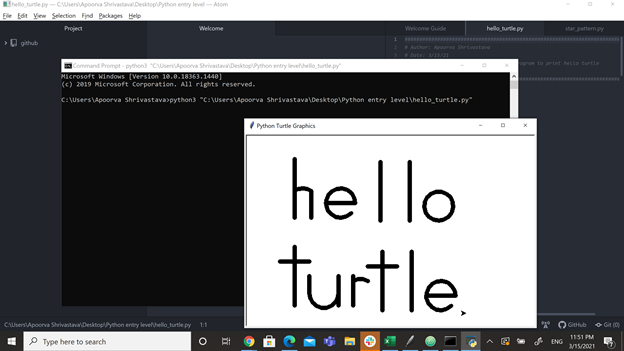 hello_turtle.py — C:\Users\Apoorva Shrivastava\Desktop\Python entry level — Atom
File Edit View Selection Find Packages Help
Project Welcome Welcome Guide hello_turtle.py star_pattern.py
github
1
2 # Author: Apoorva Shrivastava
3 # Date: 3/15/21
program to print Hello turtle
Command Prompt - python3 "C:\Users\Apoorva Shrivastava\Desktop\Python entry level\hello_turtle.py"
Microsoft Windows [Version 10.0.18363.1440]
(c) 2019 Microsoft Corporation. All rights reserved.
C:\Users\Apoorva Shrivastava>python3 "C:\Users\Apoorva Shrivastava\Desktop\Python entry level\hello_turtle.py"
Python Turtle Graphics
hello
turtle
C:\Users\Apoorva Shrivastava\Desktop\Python entry level\hello_turtle.py 1:1 GitHub Git (0)
Type here to search
ENG
11:51 PM
3/15/2021